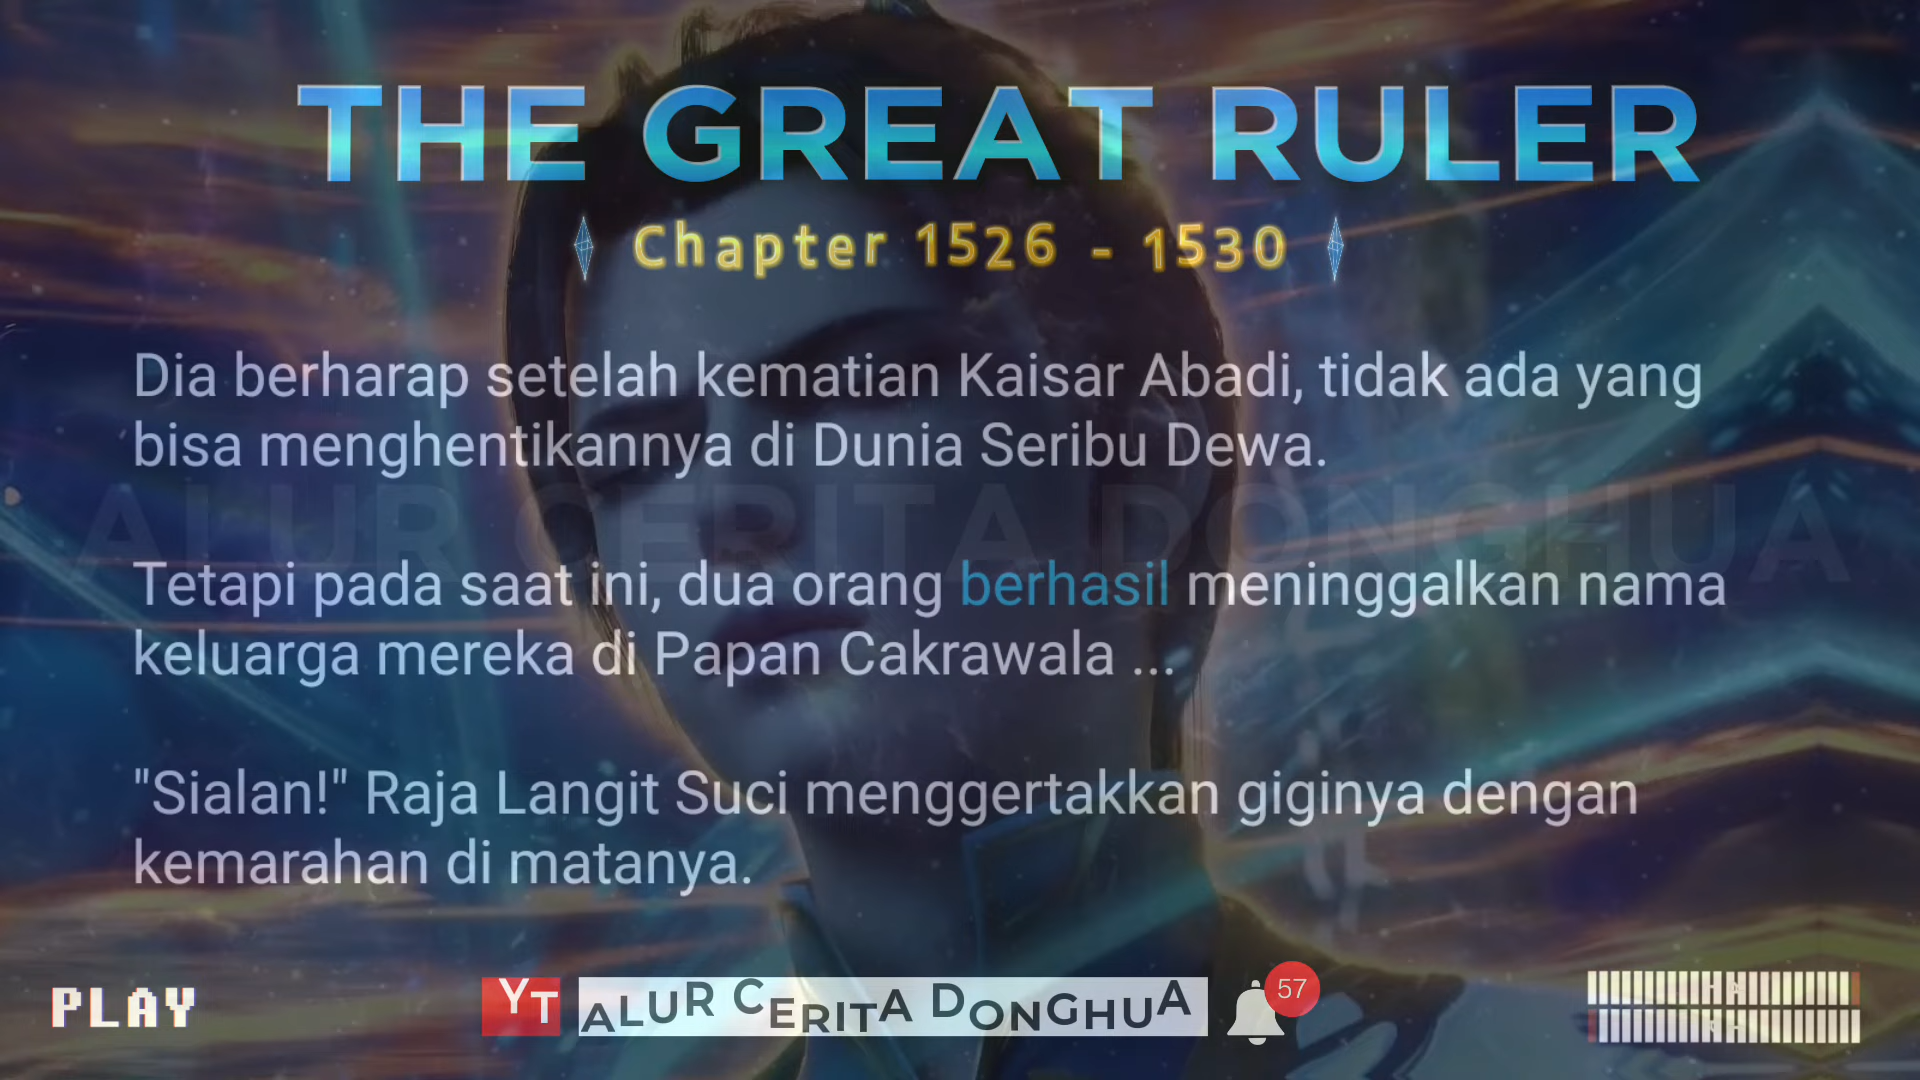 THE GREAT RULER
Chapter 1526 - 1530
Dia berharap setelah kematian Kaisar Abadi, tidak ada yang
bisa menghentikannya di Dunia Seribu Dewa.
ALUR CERITA DONGHUA
Tetapi pada saat ini, dua orang berhasil meninggalkan nama
keluarga mereka di Papan Cakrawala ...
"Sialan!" Raja Langit Suci menggertakkan giginya dengan
kemarahan di matanya.
PLAY
YT ALUR CERITA DONGHUA 57